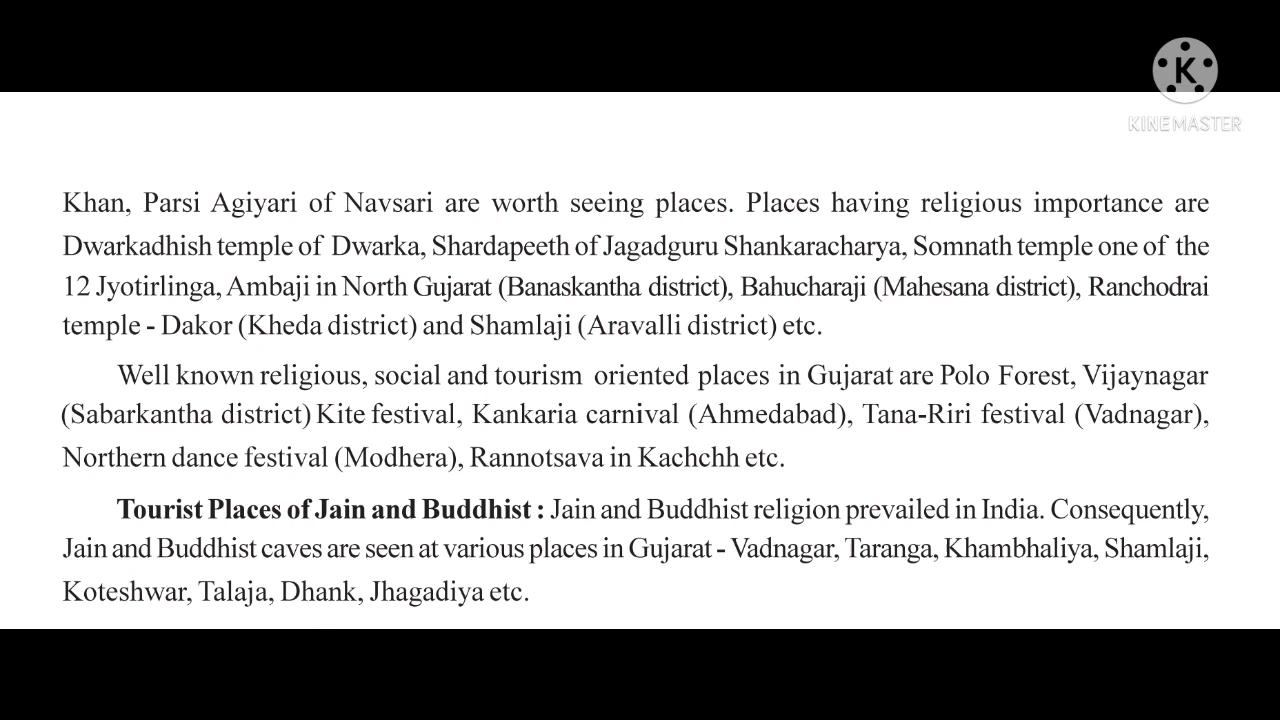 K
KINEMASTER
Khan, Parsi Agiyari of Navsari are worth seeing places. Places having religious importance are
Dwarkadhish temple of Dwarka, Shardapeeth of Jagadguru Shankaracharya, Somnath temple one of the
12 Jyotirlinga, Ambaji in North Gujarat (Banaskantha district), Bahucharaji (Mahesana district), Ranchodrai
temple - Dakor (Kheda district) and Shamlaji (Aravalli district) etc.
Well known religious, social and tourism oriented places in Gujarat are Polo Forest, Vijaynagar
(Sabarkantha district) Kite festival, Kankaria carnival (Ahmedabad), Tana-Riri festival (Vadnagar),
Northern dance festival (Modhera), Rannotsava in Kachchh etc.
Tourist Places of Jain and Buddhist : Jain and Buddhist religion prevailed in India. Consequently,
Jain and Buddhist caves are seen at various places in Gujarat - Vadnagar, Taranga, Khambhaliya, Shamlaji,
Koteshwar, Talaja, Dhank, Jhagadiya etc.